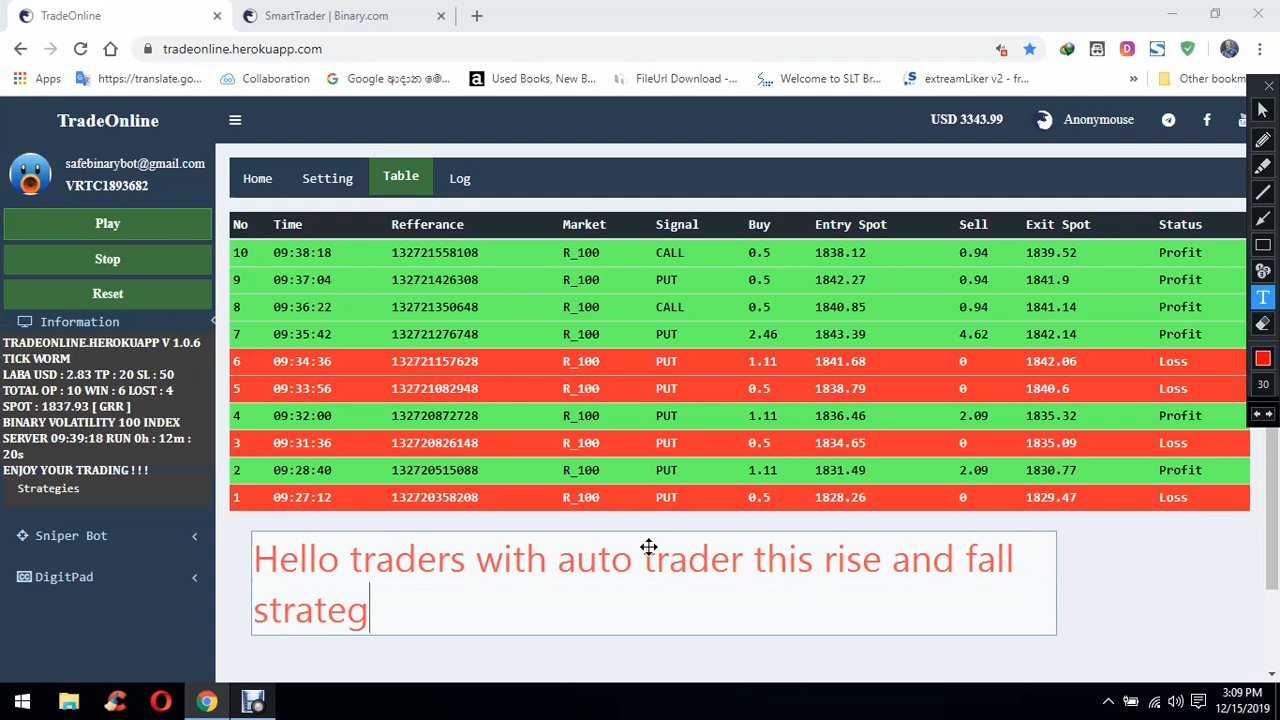 TradeOnline
SmartTrader | Binary.com
tradeonline.herokuapp.com
Apps
https://translate.go...
Collaboration
Google ආදාන මෙ...
Used Books, New B...
FileUrl Download -...
Welcome to SLT Br...
extreamLiker v2 - fr...
»
Other bookm
TradeOnline
USD 3343.99
Anonymouse
safebinarybot@gmail.com
VRTC1893682
Home Setting Table Log
Play
Stop
Reset
Information
TRADEONLINE.HEROKUAPP V 1.0.6
TICK WORM
LABA USD : 2.83 TP : 20 SL : 50
TOTAL OP : 10 WIN : 6 LOST : 4
SPOT : 1837.93 [ GRR ]
BINARY VOLATILITY 100 INDEX
SERVER 09:39:18 RUN 0h : 12m :
20s
ENJOY YOUR TRADING ! ! !
Strategies
Sniper Bot
DigitPad
No Time Refferance Market Signal Buy Entry Spot Sell Exit Spot Status
10 09:38:18 132721558108 R_100 CALL 0.5 1838.12 0.94 1839.52 Profit
9 09:37:04 132721426308 R_100 PUT 0.5 1842.27 0.94 1841.9 Profit
8 09:36:22 132721350648 R_100 CALL 0.5 1840.85 0.94 1841.14 Profit
7 09:35:42 132721276748 R_100 PUT 2.46 1843.39 4.62 1842.14 Profit
6 09:34:36 132721157628 R_100 PUT 1.11 1841.68 0 1842.06 Loss
5 09:33:56 132721082948 R_100 PUT 0.5 1838.79 0 1840.6 Loss
4 09:32:00 132720872728 R_100 PUT 1.11 1836.46 2.09 1835.32 Profit
3 09:31:36 132720826148 R_100 PUT 0.5 1834.65 0 1835.09 Loss
2 09:28:40 132720515088 R_100 PUT 1.11 1831.49 2.09 1830.77 Profit
1 09:27:12 132720358208 R_100 PUT 0.5 1828.26 0 1829.47 Loss
Hello traders with auto trader this rise and fall
strateg
T
30
3:09 PM
12/15/2019